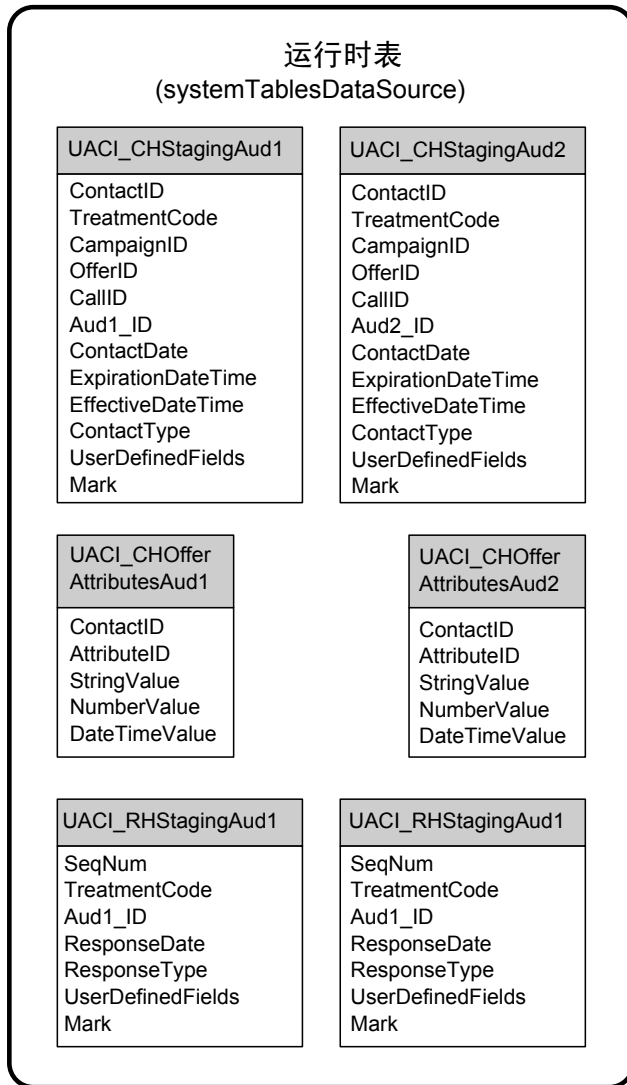 运行时表
(systemTablesDataSource)
UACI_CHStagingAud1
ContactID
TreatmentCode
CampaignID
OfferID
CallID
Aud1_ID
ContactDate
ExpirationDateTime
EffectiveDateTime
ContactType
UserDefinedFields
Mark
UACI_CHStagingAud2
ContactID
TreatmentCode
CampaignID
OfferID
CallID
Aud2_ID
ContactDate
ExpirationDateTime
EffectiveDateTime
ContactType
UserDefinedFields
Mark
UACI_CHOffer
AttributesAud1
ContactID
AttributeID
StringValue
NumberValue
DateTimeValue
UACI_CHOffer
AttributesAud2
ContactID
AttributeID
StringValue
NumberValue
DateTimeValue
UACI_RHStagingAud1
SeqNum
TreatmentCode
Aud1_ID
ResponseDate
ResponseType
UserDefinedFields
Mark
UACI_RHStagingAud1
SeqNum
TreatmentCode
Aud1_ID
ResponseDate
ResponseType
UserDefinedFields
Mark